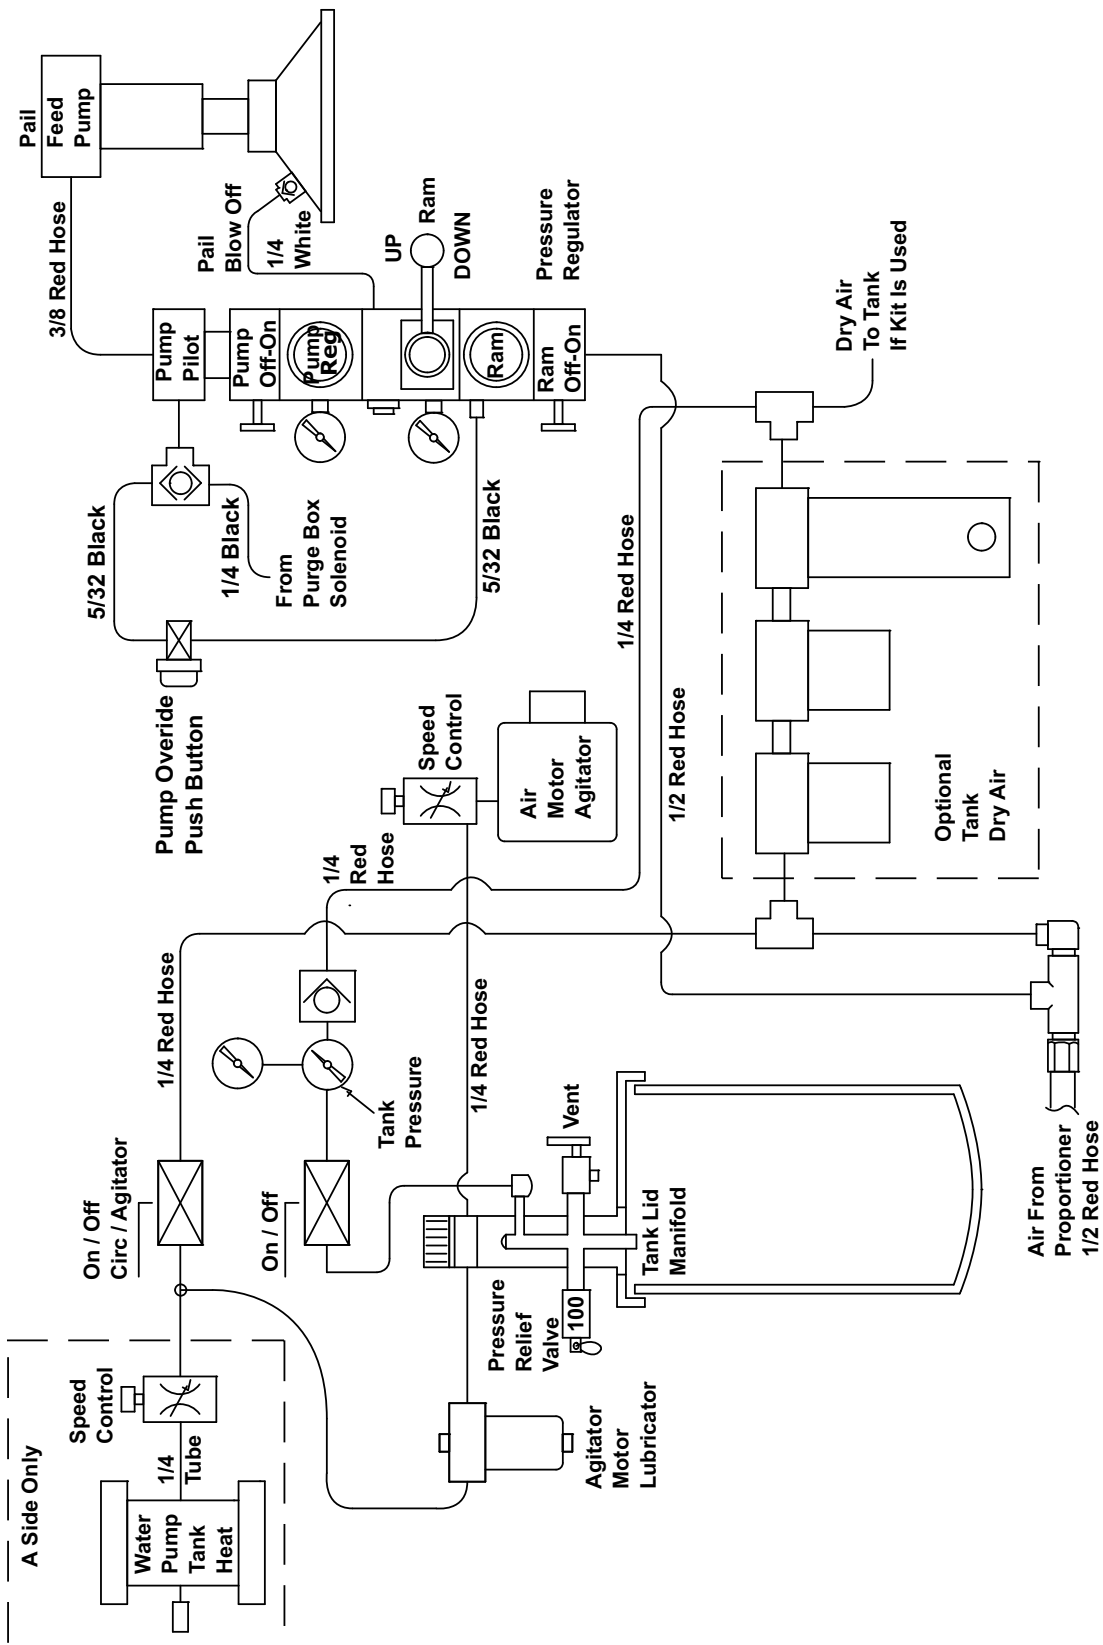 A Side Only
Water
Pump
Tank
Heat
1/4
Tube
Speed
Control
On / Off
Circ / Agitator
1/4 Red Hose
On / Off
Tank
Pressure
1/4
Red
Hose
Pump Overide
Push Button
5/32 Black
1/4 Black
From
Purge Box
Solenoid
5/32 Black
Pump
Pilot
Pump
Off-On
Pump
Reg
Ram
Ram
Off-On
3/8 Red Hose
Pail
Feed
Pump
Pail
Blow Off
1/4
White
UP
Ram
DOWN
Pressure
Regulator
Speed
Control
Air
Motor
Agitator
1/4 Red Hose
Agitator
Motor
Lubricator
Pressure
Relief
Valve
100
Vent
Tank Lid
Manifold
1/4 Red Hose
1/2 Red Hose
Dry Air
To Tank
If Kit Is Used
Optional
Tank
Dry Air
Air From
Proportioner
1/2 Red Hose